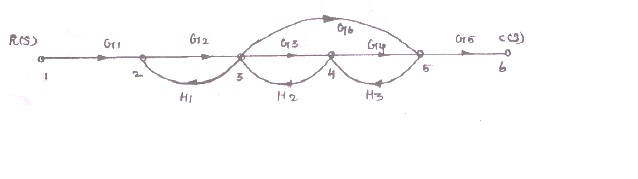 G6
R(S) G1 G2 G3 G4 G5 C(S)
1 2 3 4 5 6
H1 H2 H3